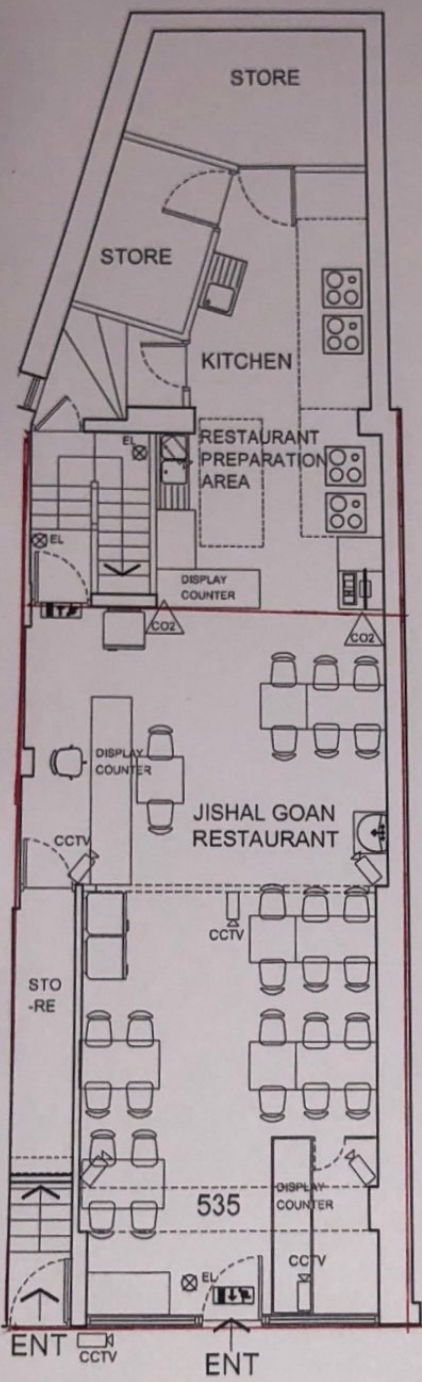 STORE
STORE
KITCHEN
RESTAURANT
PREPARATION
AREA
EL
EL
DISPLAY
COUNTER
CO2
CO2
DISPLAY
COUNTER
JISHAL GOAN
RESTAURANT
CCTV
CCTV
STO
-RE
535
DISPLAY
COUNTER
CCTV
EL
ENT
CCTV
ENT